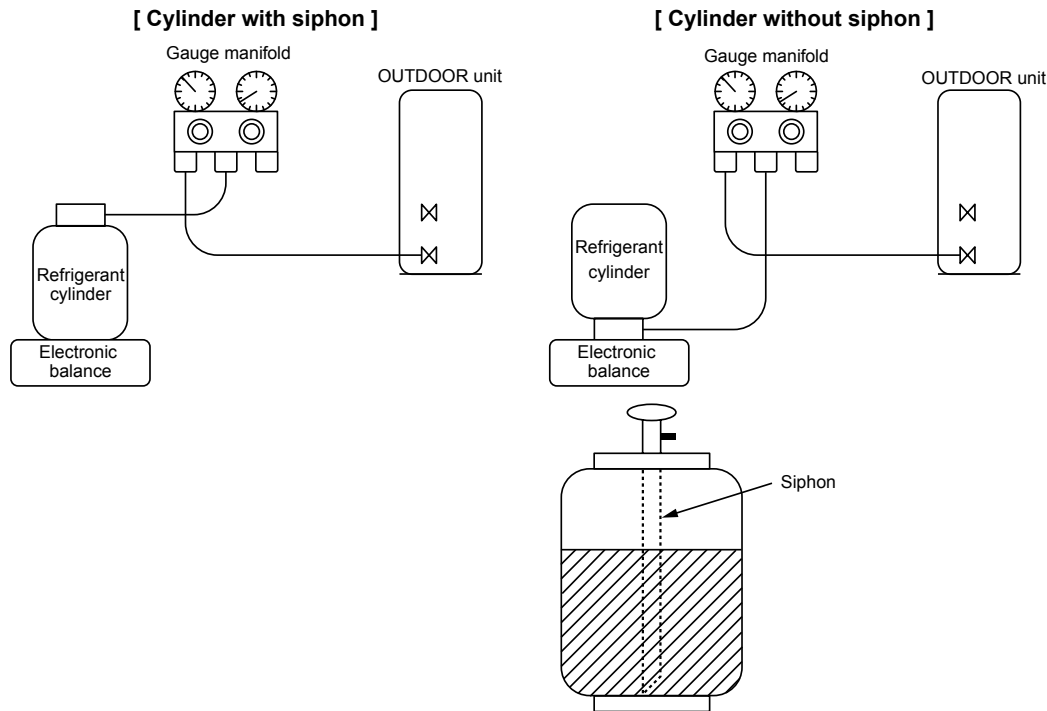 [ Cylinder with siphon ]
Gauge manifold
OUTDOOR unit
Refrigerant
cylinder
Electronic
balance
[ Cylinder without siphon ]
Gauge manifold
OUTDOOR unit
Refrigerant
cylinder
Electronic
balance
Siphon